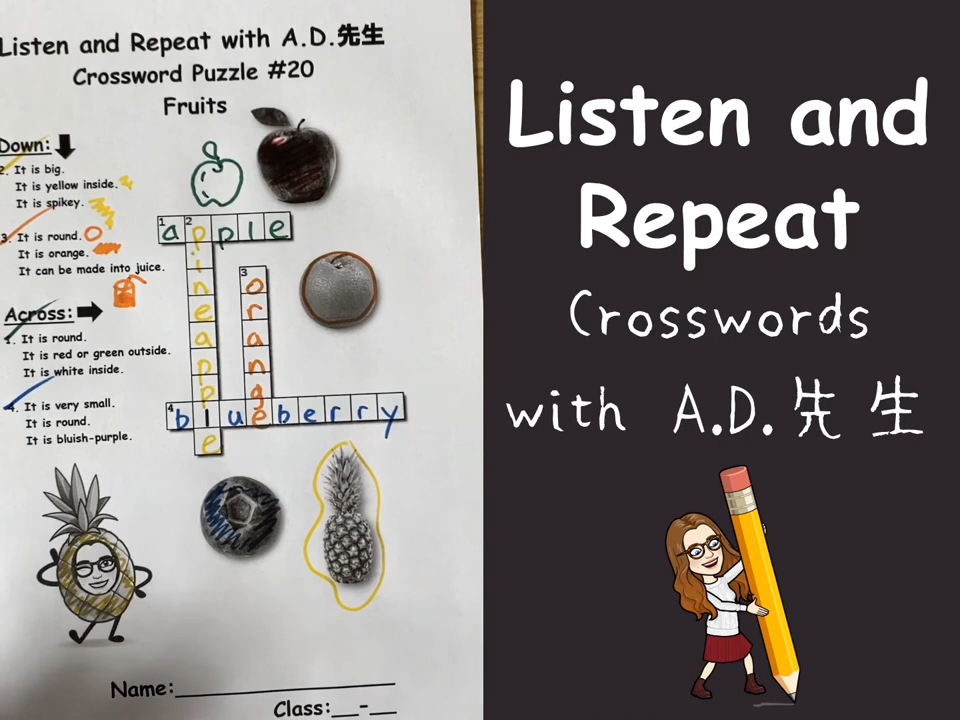 Listen and Repeat with A.D.先生
Crossword Puzzle #20
Fruits
Down:
2. It is big.
It is yellow inside.
It is spikey.
3. It is round.
It is orange.
It can be made into juice.
Across:
1. It is round.
It is red or green outside.
It is white inside.
4. It is very small.
It is round.
It is bluish-purple.
1 2
apple
pineapple
3
orange
4
blueberry
Name:
Class: -
Listen and
Repeat
Crosswords
with A.D.先生